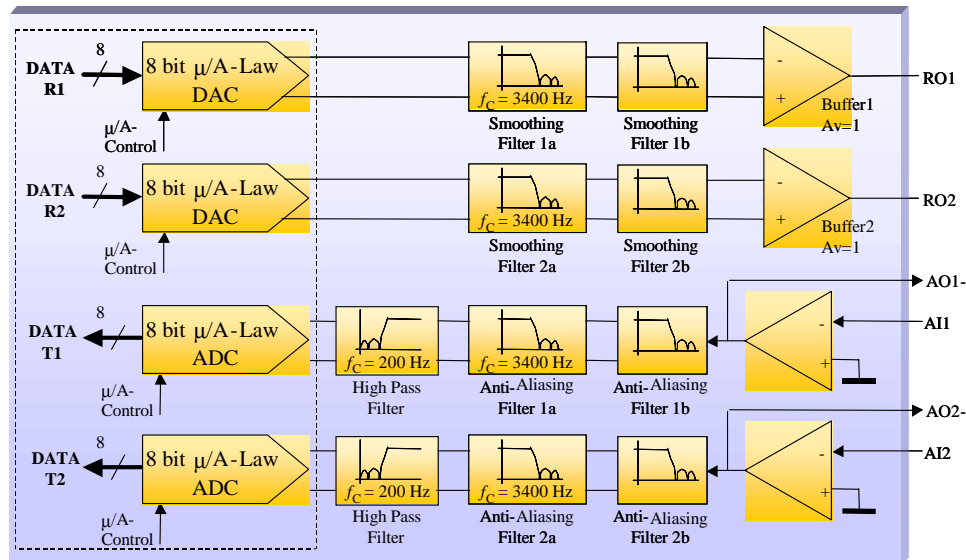 8
DATA
R1
8 bit µ/A-Law
DAC
µ/A-
Control
fC = 3400 Hz
Smoothing
Filter 1a
Smoothing
Filter 1b
-
+
Buffer1
Av=1
RO1
8
DATA
R2
8 bit µ/A-Law
DAC
µ/A-
Control
fC = 3400 Hz
Smoothing
Filter 2a
Smoothing
Filter 2b
-
+
Buffer2
Av=1
RO2
8
DATA
T1
8 bit µ/A-Law
ADC
µ/A-
Control
fC = 200 Hz
High Pass
Filter
fC = 3400 Hz
Anti-Aliasing
Filter 1a
Anti-Aliasing
Filter 1b
-
+
AO1-
AI1
8
DATA
T2
8 bit µ/A-Law
ADC
µ/A-
Control
fC = 200 Hz
High Pass
Filter
fC = 3400 Hz
Anti-Aliasing
Filter 2a
Anti-Aliasing
Filter 2b
-
+
AO2-
AI2